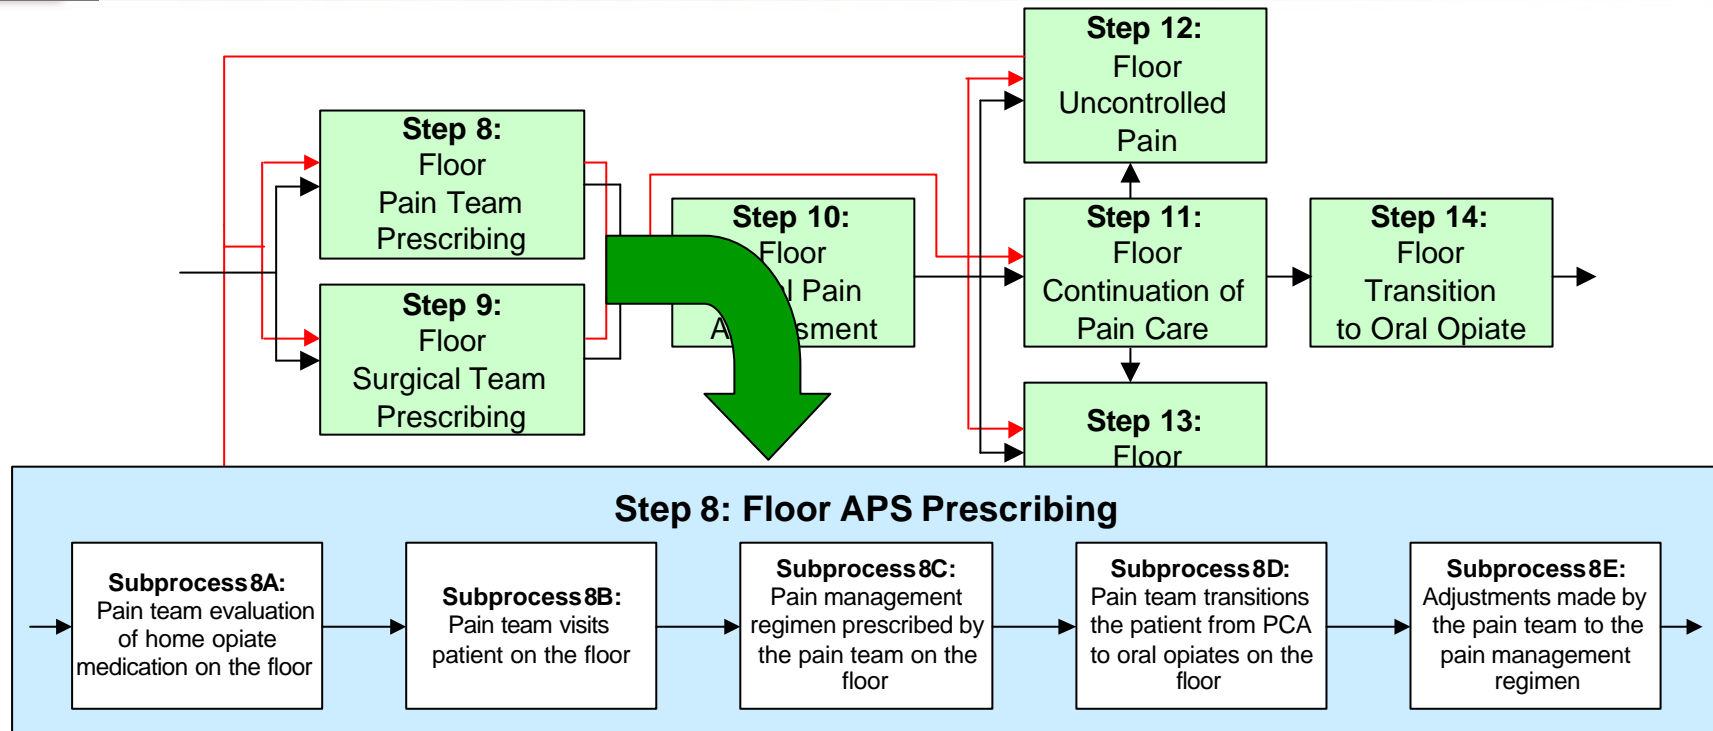 Step 12:
Floor
Uncontrolled
Pain
Step 8:
Floor
Pain Team
Prescribing
Step 9:
Floor
Surgical Team
Prescribing
Step 10:
Floor
Pain
Step 11:
Floor
Continuation of
Pain Care
Step 14:
Floor
Transition
to Oral Opiate
Step 13:
Floor
Step 8: Floor APS Prescribing
Subprocess 8A:
Pain team evaluation
of home opiate
medication on the floor
Subprocess 8B:
Pain team visits
patient on the floor
Subprocess 8C:
Pain management
regimen prescribed by
the pain team on the
floor
Subprocess 8D:
Pain team transitions
the patient from PCA
to oral opiates on the
floor
Subprocess 8E:
Adjustments made by
the pain team to the
pain management
regimen